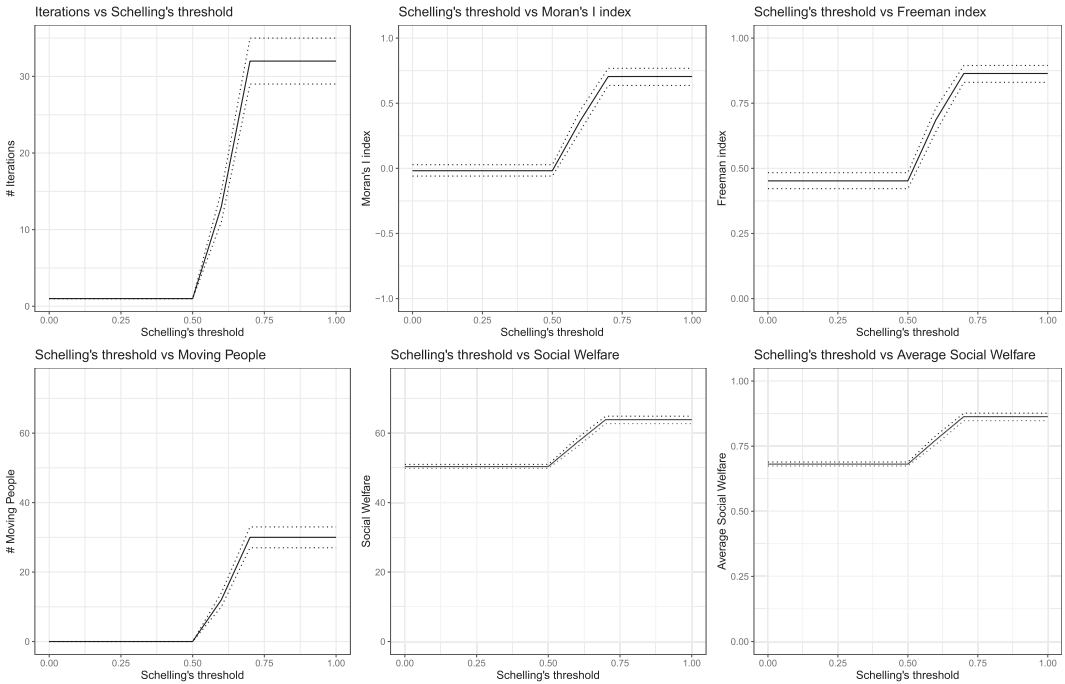 Iterations vs Schelling's threshold
# Iterations
30
20
10
0
0.00 0.25 0.50 0.75 1.00
Schelling's threshold
Schelling's threshold vs Moran's I index
Moran's I index
1.0
0.5
0.0
−0.5
−1.0
0.00 0.25 0.50 0.75 1.00
Schelling's threshold
Schelling's threshold vs Freeman index
Freeman index
1.00
0.75
0.50
0.25
0.00
0.00 0.25 0.50 0.75 1.00
Schelling's threshold
Schelling's threshold vs Moving People
# Moving People
60
40
20
0
0.00 0.25 0.50 0.75 1.00
Schelling's threshold
Schelling's threshold vs Social Welfare
Social Welfare
60
40
20
0
0.00 0.25 0.50 0.75 1.00
Schelling's threshold
Schelling's threshold vs Average Social Welfare
Average Social Welfare
1.00
0.75
0.50
0.25
0.00
0.00 0.25 0.50 0.75 1.00
Schelling's threshold